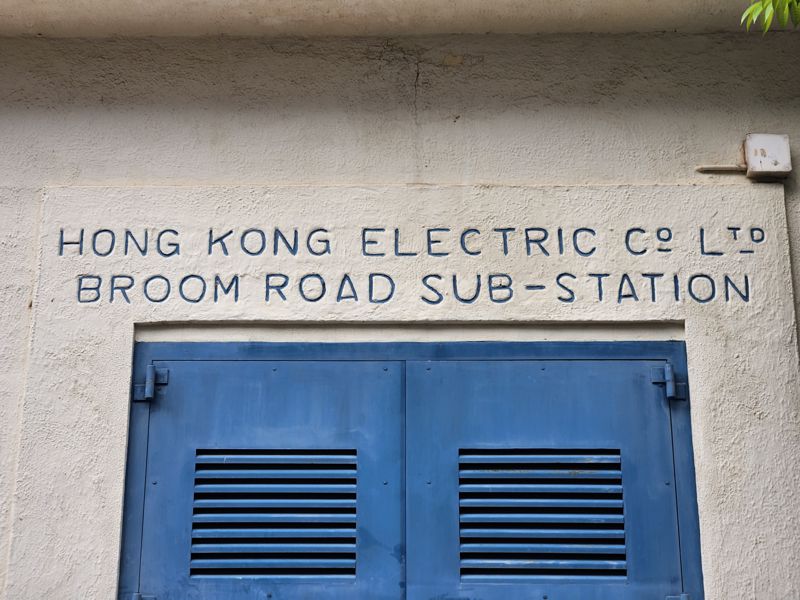 HONG KONG ELECTRIC Cº LTD
BROOM ROAD SUB-STATION